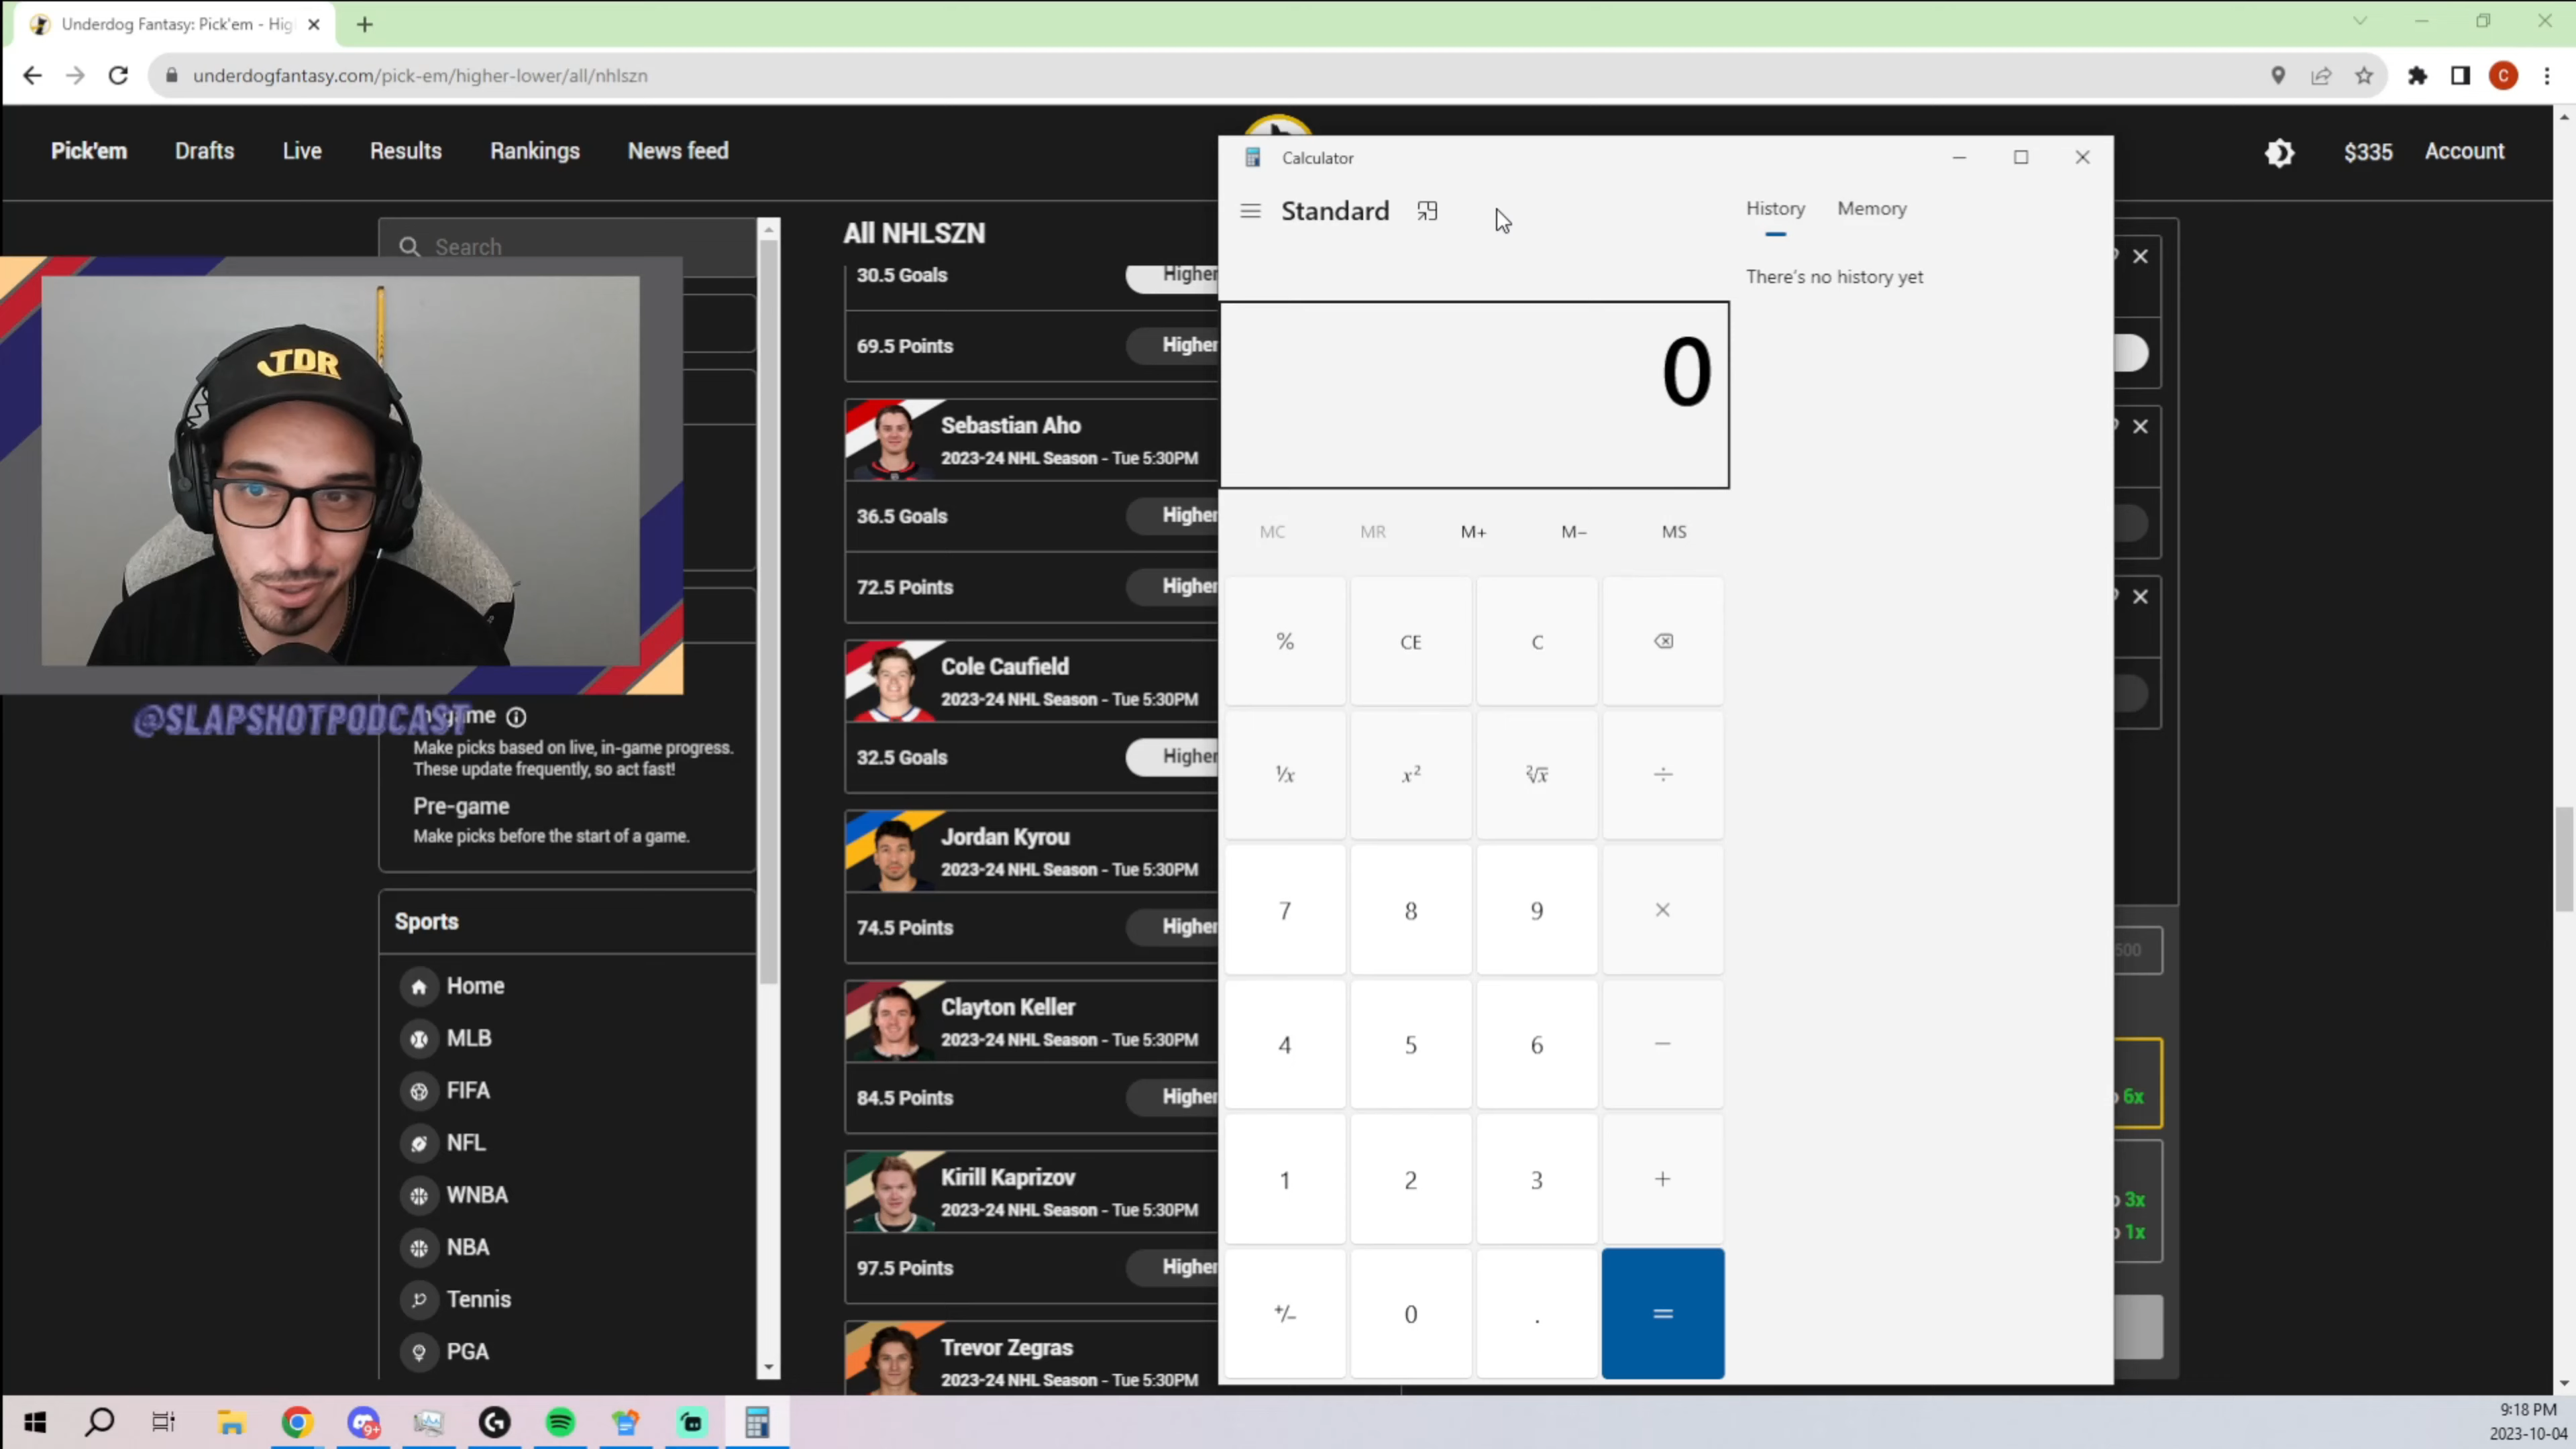 Underdog Fantasy: Pick'em - Hig
underdogfantasy.com/pick-em/higher-lower/all/nhlszn
C
Pick'em
Drafts
Live
Results
Rankings
News feed
$335
Account
Search
TDR
@SLAPSHOTPODCAST
Make picks based on live, in-game progress.
These update frequently, so act fast!
Pre-game
Make picks before the start of a game.
Sports
Home
MLB
FIFA
NFL
WNBA
NBA
Tennis
PGA
All NHLSZN
30.5 Goals
Higher
69.5 Points
Higher
Sebastian Aho
2023-24 NHL Season - Tue 5:30PM
36.5 Goals
Higher
72.5 Points
Higher
Cole Caufield
2023-24 NHL Season - Tue 5:30PM
32.5 Goals
Higher
Jordan Kyrou
2023-24 NHL Season - Tue 5:30PM
74.5 Points
Higher
Clayton Keller
2023-24 NHL Season - Tue 5:30PM
84.5 Points
Higher
Kirill Kaprizov
2023-24 NHL Season - Tue 5:30PM
97.5 Points
Higher
Trevor Zegras
2023-24 NHL Season - Tue 5:30PM
Calculator
Standard
History
Memory
There's no history yet
0
MC MR M+ M− MS
% CE C
¹/x x² ²√x ÷
7 8 9 ×
4 5 6 −
1 2 3 +
+/− 0 . =
500
6x
3x
1x
9+
9:18 PM
2023-10-04